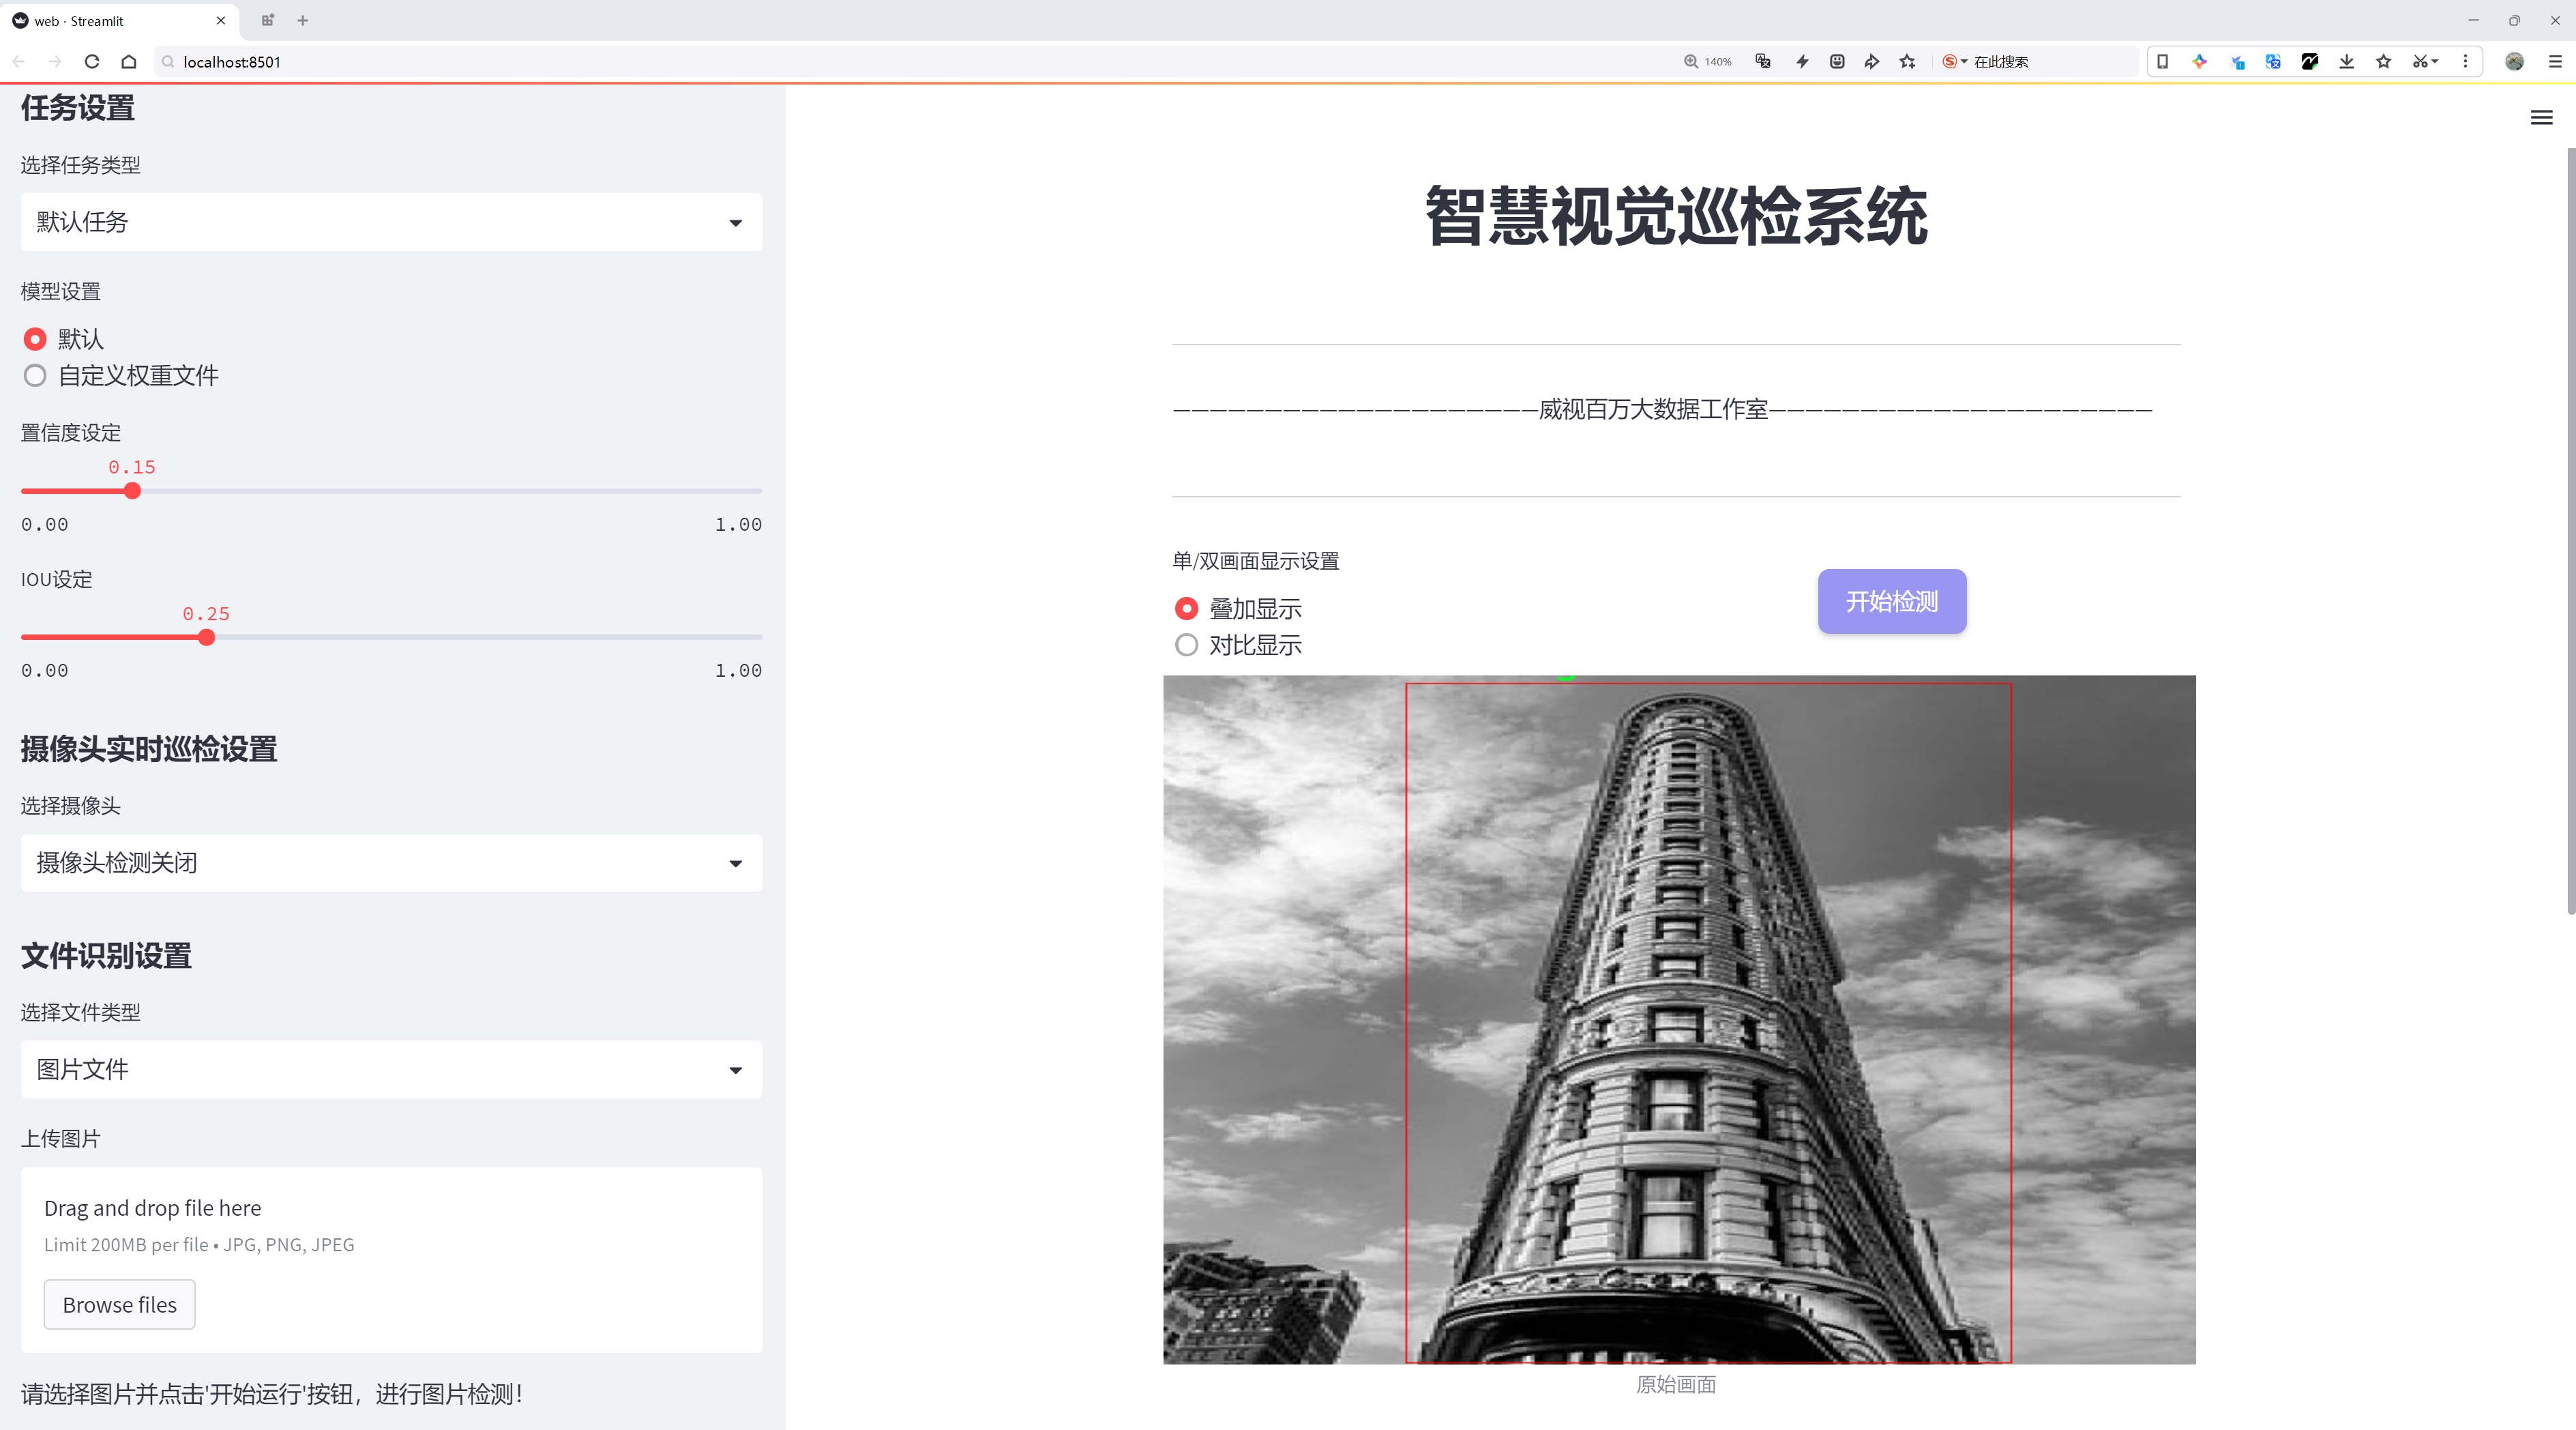 web · Streamlit
localhost:8501
140%
在此搜索
任务设置
选择任务类型
默认任务
模型设置
默认
自定义权重文件
置信度设定
0.15
0.00
1.00
IOU设定
0.25
0.00
1.00
摄像头实时巡检设置
选择摄像头
摄像头检测关闭
文件识别设置
选择文件类型
图片文件
上传图片
Drag and drop file here
Limit 200MB per file • JPG, PNG, JPEG
Browse files
请选择图片并点击'开始运行'按钮，进行图片检测！
智慧视觉巡检系统
—————————————————————威视百万大数据工作室——————————————————————
单/双画面显示设置
叠加显示
对比显示
开始检测
原始画面